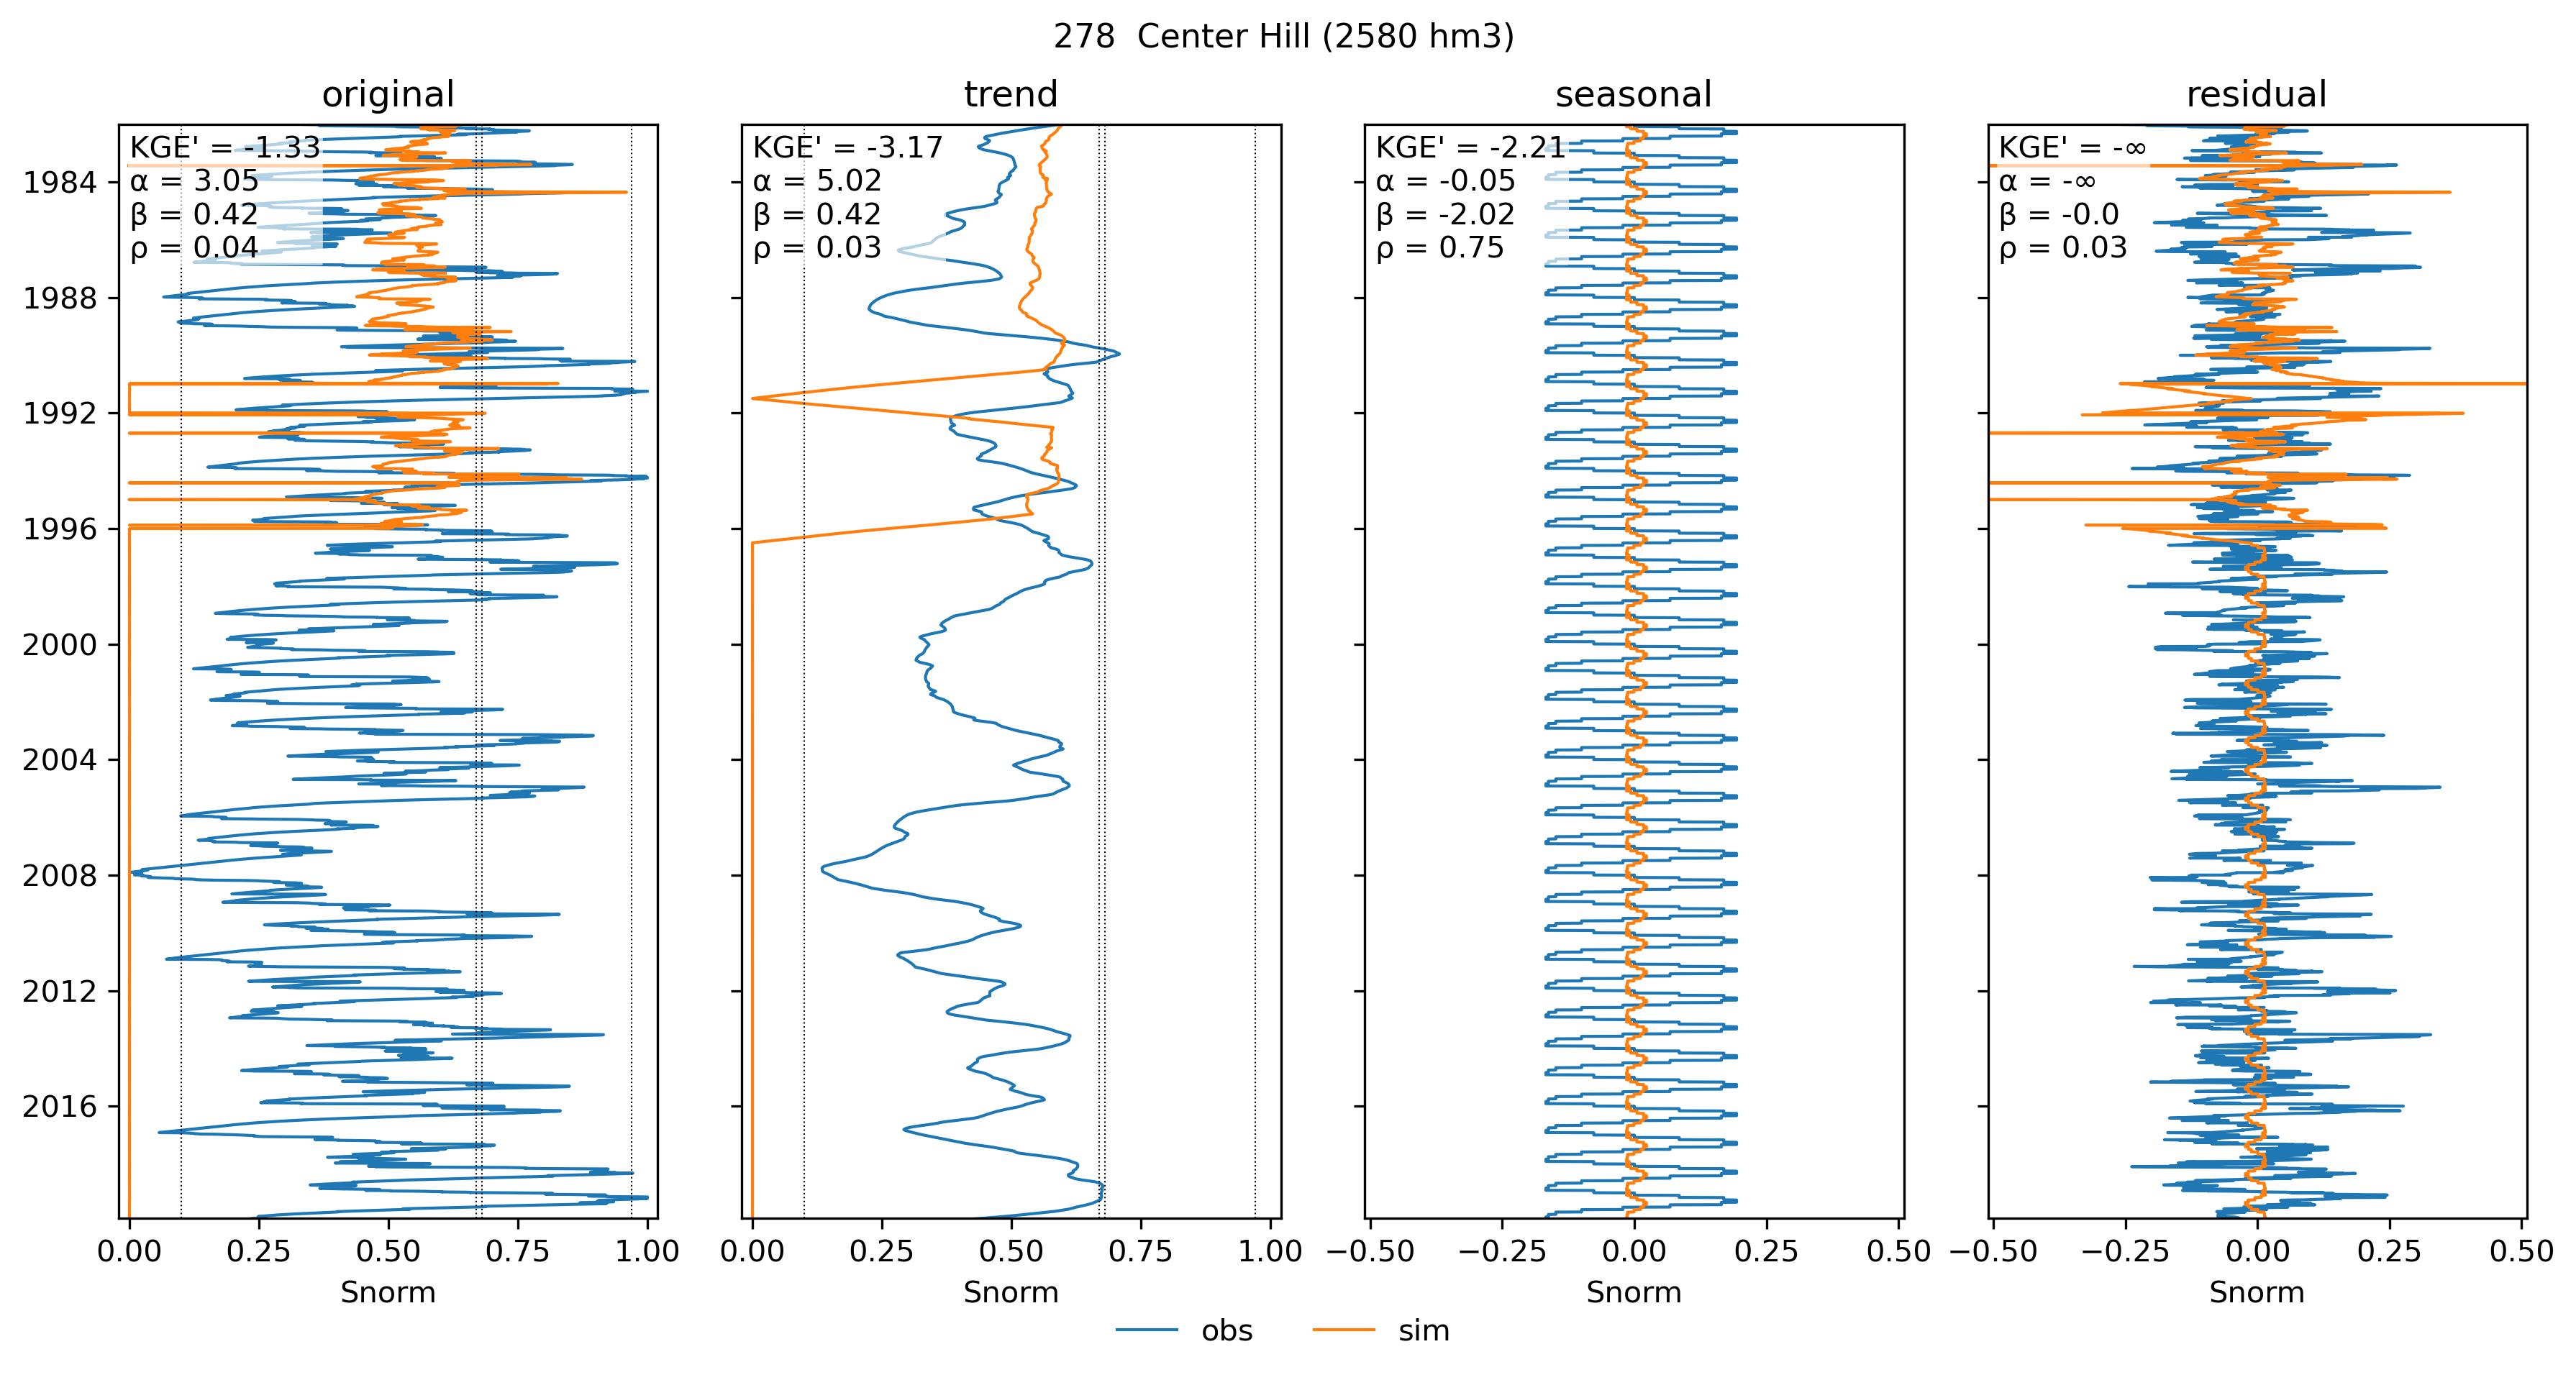 278  Center Hill (2580 hm3)
original
trend
seasonal
residual
KGE' = -1.33
α = 3.05
β = 0.42
ρ = 0.04
KGE' = -3.17
α = 5.02
β = 0.42
ρ = 0.03
KGE' = -2.21
α = -0.05
β = -2.02
ρ = 0.75
KGE' = -∞
α = -∞
β = -0.0
ρ = 0.03
1984
1988
1992
1996
2000
2004
2008
2012
2016
0.00 0.25 0.50 0.75 1.00
0.00 0.25 0.50 0.75 1.00
−0.50 −0.25 0.00 0.25 0.50
−0.50 −0.25 0.00 0.25 0.50
Snorm
Snorm
Snorm
Snorm
obs
sim